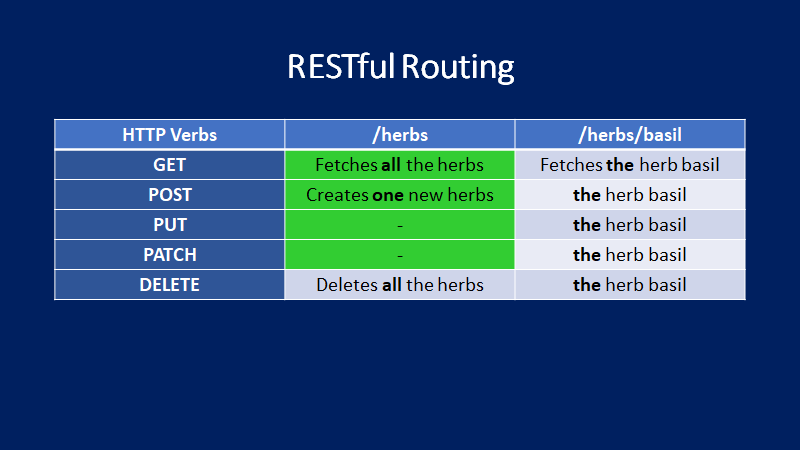 RESTful Routing
HTTP Verbs /herbs /herbs/basil
GET Fetches all the herbs Fetches the herb basil
POST Creates one new herbs the herb basil
PUT - the herb basil
PATCH - the herb basil
DELETE Deletes all the herbs the herb basil